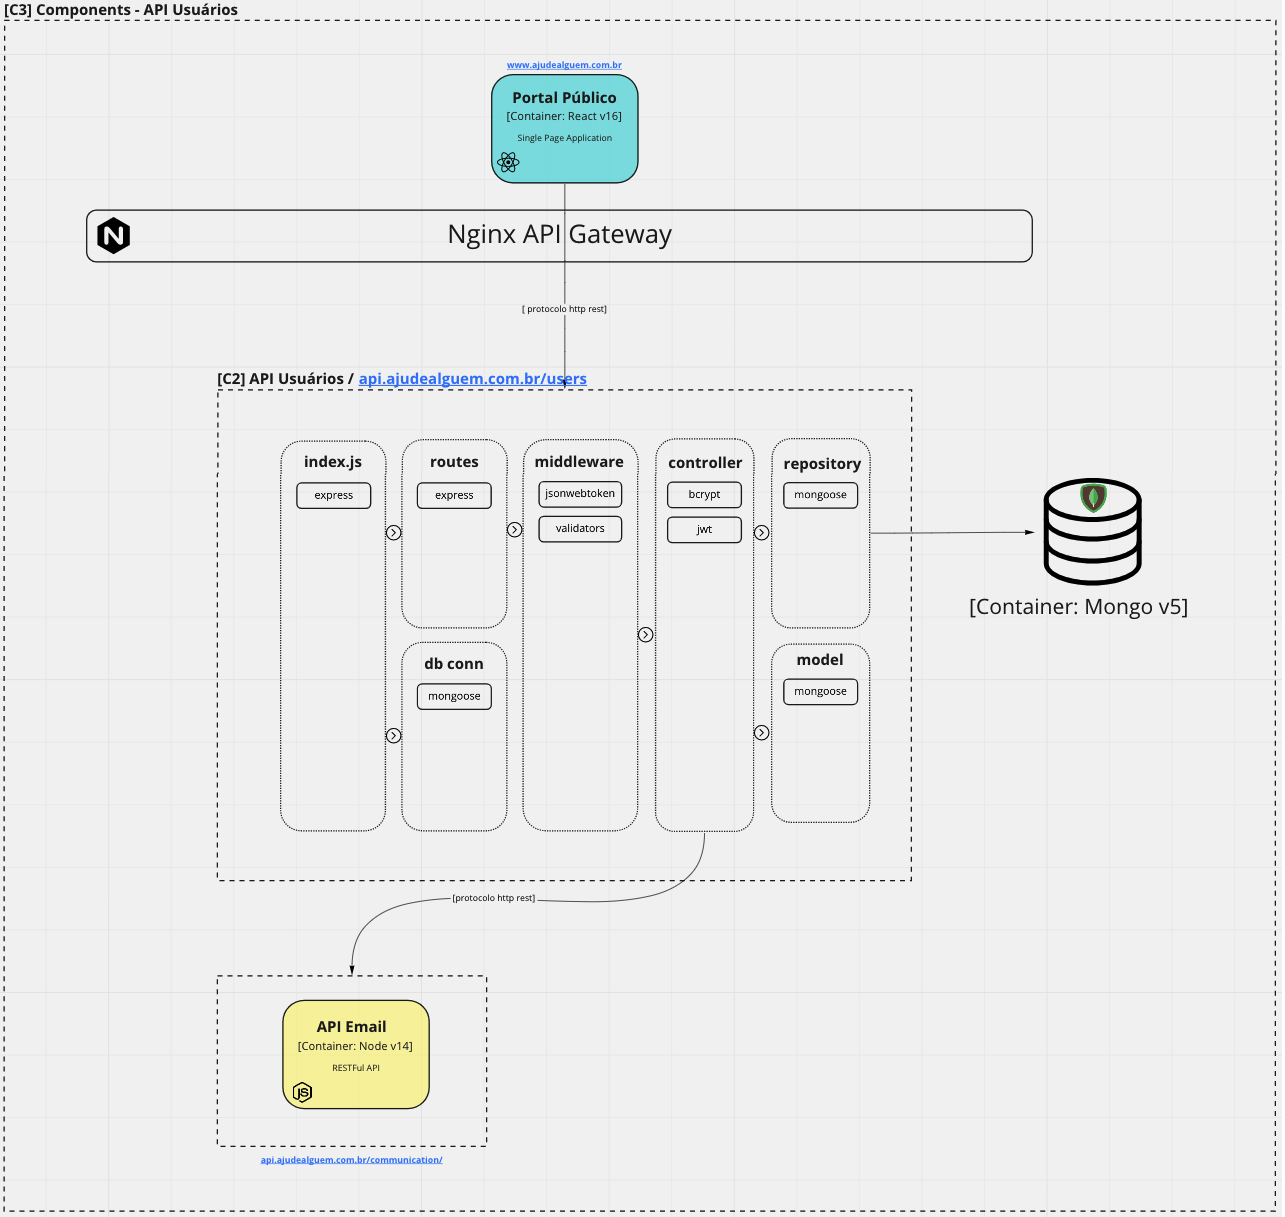 [C3] Components - API Usuários
www.ajudealguem.com.br
Portal Público
[Container: React v16]
Single Page Application
Nginx API Gateway
[ protocolo http rest]
[C2] API Usuários / api.ajudealguem.com.br/users
index.js
express
routes
express
middleware
jsonwebtoken
validators
controller
bcrypt
jwt
repository
mongoose
db conn
mongoose
model
mongoose
[Container: Mongo v5]
[protocolo http rest]
API Email
[Container: Node v14]
RESTFul API
JS
api.ajudealguem.com.br/communication/